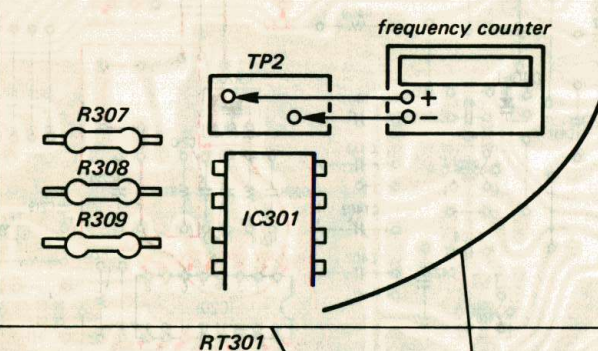 frequency counter
TP2
+
−
R307
R308
R309
IC301
RT301